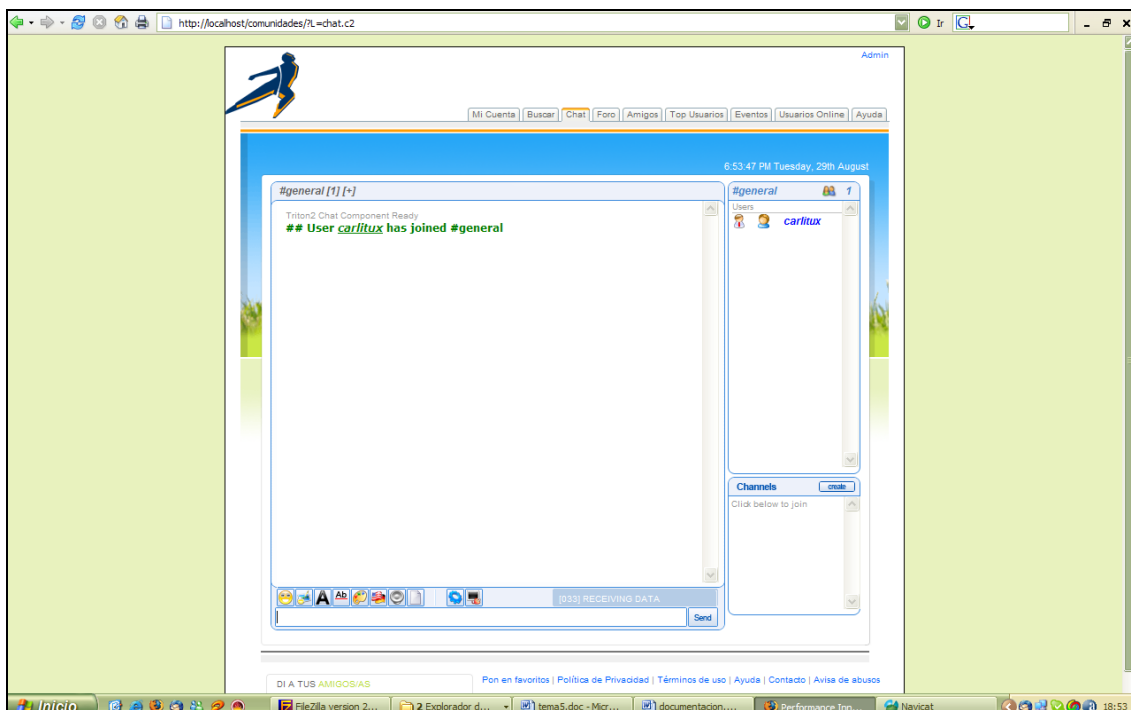 http://localhost/comunidades/?L=chat.c2
Ir
G
Admin
Mi Cuenta Buscar Chat Foro Amigos Top Usuarios Eventos Usuarios Online Ayuda
6:53:47 PM Tuesday, 29th August
#general [1] [+]
#general 1
Users
Triton2 Chat Component Ready
carlitux
## User carlitux has joined #general
Channels create
Click below to join
A Ab
[033] RECEIVING DATA
Send
DI A TUS AMIGOS/AS
Pon en favoritos | Política de Privacidad | Términos de uso | Ayuda | Contacto | Avisa de abusos
Inicio FileZilla version 2... 2 Explorador d... tema5.doc - Micr... documentacion.... Performance Inn... Navicat 18:53